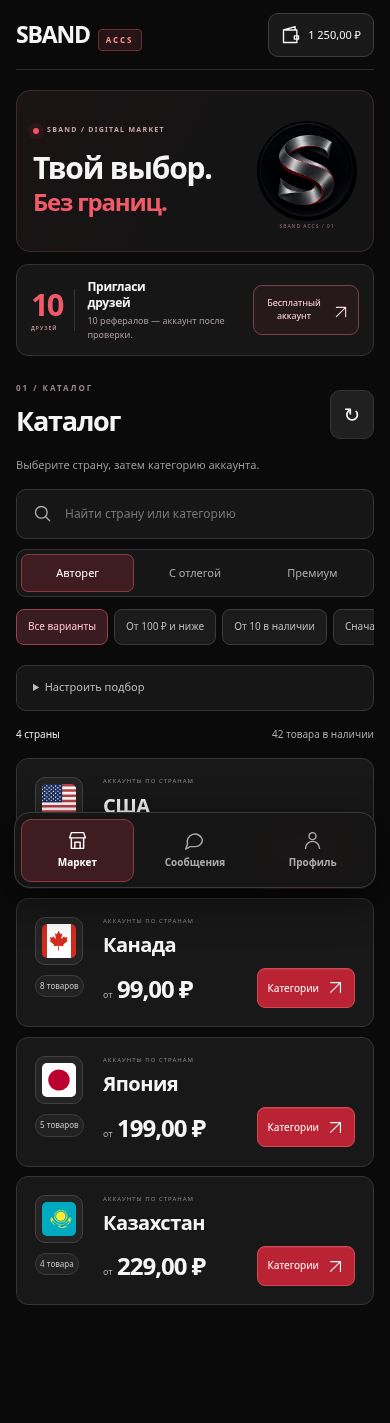 SBAND ACCS
1 250,00 ₽
SBAND / DIGITAL MARKET
Твой выбор.
Без границ.
SBAND ACCS / 01
10
ДРУЗЕЙ
Пригласи
друзей
10 рефералов — аккаунт после
проверки.
Бесплатный
аккаунт
01 / КАТАЛОГ
Каталог
↻
Выберите страну, затем категорию аккаунта.
Найти страну или категорию
Авторег
С отлегой
Премиум
Все варианты
От 100 ₽ и ниже
От 10 в наличии
Снача
Настроить подбор
4 страны
42 товара в наличии
АККАУНТЫ ПО СТРАНАМ
США
Маркет
Сообщения
Профиль
АККАУНТЫ ПО СТРАНАМ
Канада
8 товаров
от 99,00 ₽
Категории
АККАУНТЫ ПО СТРАНАМ
Япония
5 товаров
от 199,00 ₽
Категории
АККАУНТЫ ПО СТРАНАМ
Казахстан
4 товара
от 229,00 ₽
Категории